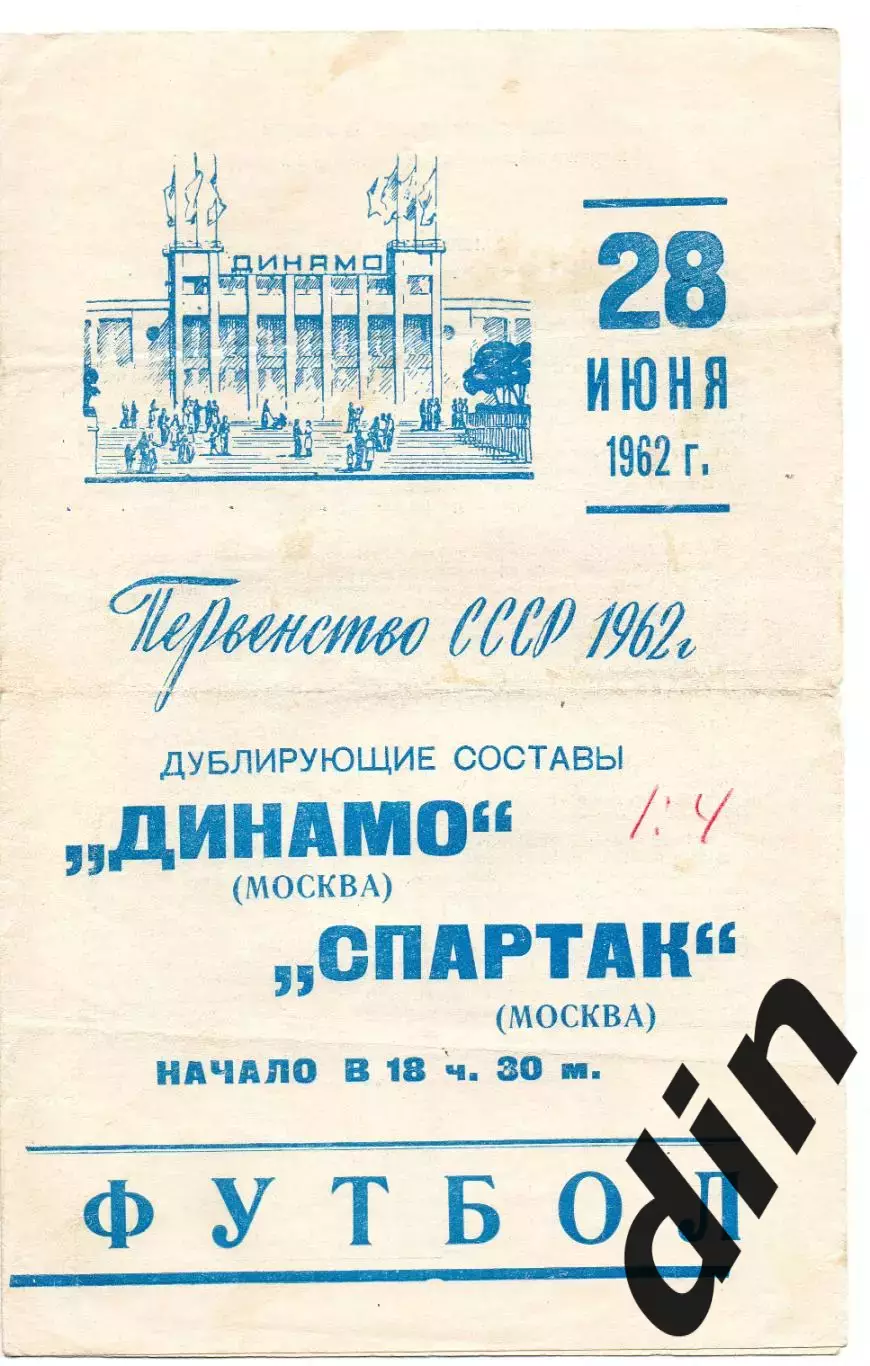 ДИНАМО
28
ИЮНЯ
1962 г.
Первенство СССР 1962г
ДУБЛИРУЮЩИЕ СОСТАВЫ
„ДИНАМО“
1:4
(МОСКВА)
„СПАРТАК“
(МОСКВА)
НАЧАЛО В 18 ч. 30 м.
ФУТБОЛ
din